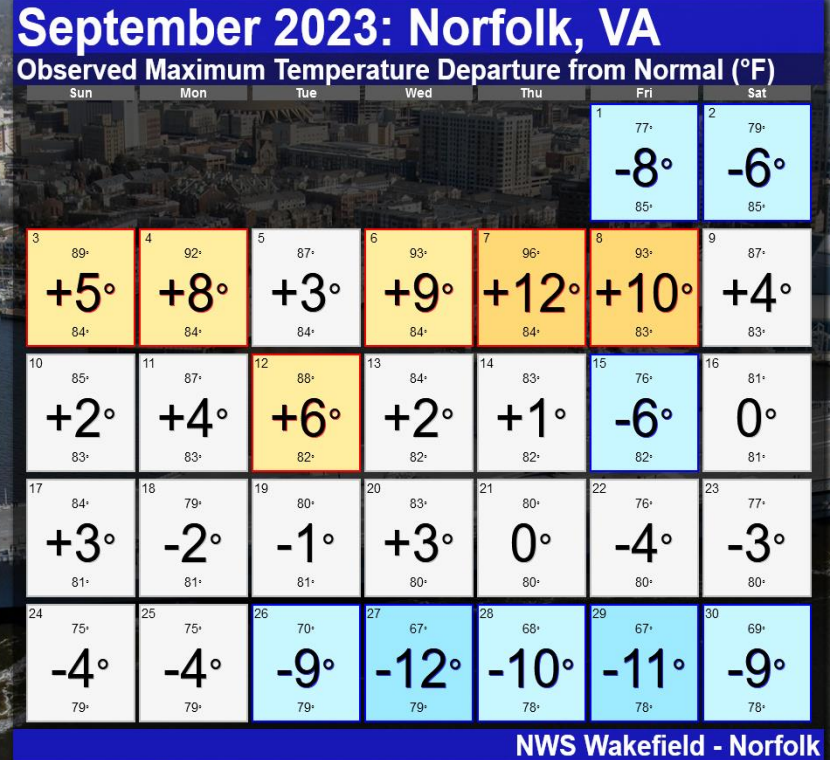 September 2023: Norfolk, VA
Observed Maximum Temperature Departure from Normal (°F)
Sun Mon Tue Wed Thu Fri Sat
1 2
77° 79°
-8° -6°
85° 85°
3 4 5 6 7 8 9
89° 92° 87° 93° 96° 93° 87°
+5° +8° +3° +9° +12° +10° +4°
84° 84° 84° 84° 84° 83° 83°
10 11 12 13 14 15 16
85° 87° 88° 84° 83° 76° 81°
+2° +4° +6° +2° +1° -6° 0°
83° 83° 82° 82° 82° 82° 81°
17 18 19 20 21 22 23
84° 79° 80° 83° 80° 76° 77°
+3° -2° -1° +3° 0° -4° -3°
81° 81° 81° 80° 80° 80° 80°
24 25 26 27 28 29 30
75° 75° 70° 67° 68° 67° 69°
-4° -4° -9° -12° -10° -11° -9°
79° 79° 79° 79° 78° 78° 78°
NWS Wakefield - Norfolk